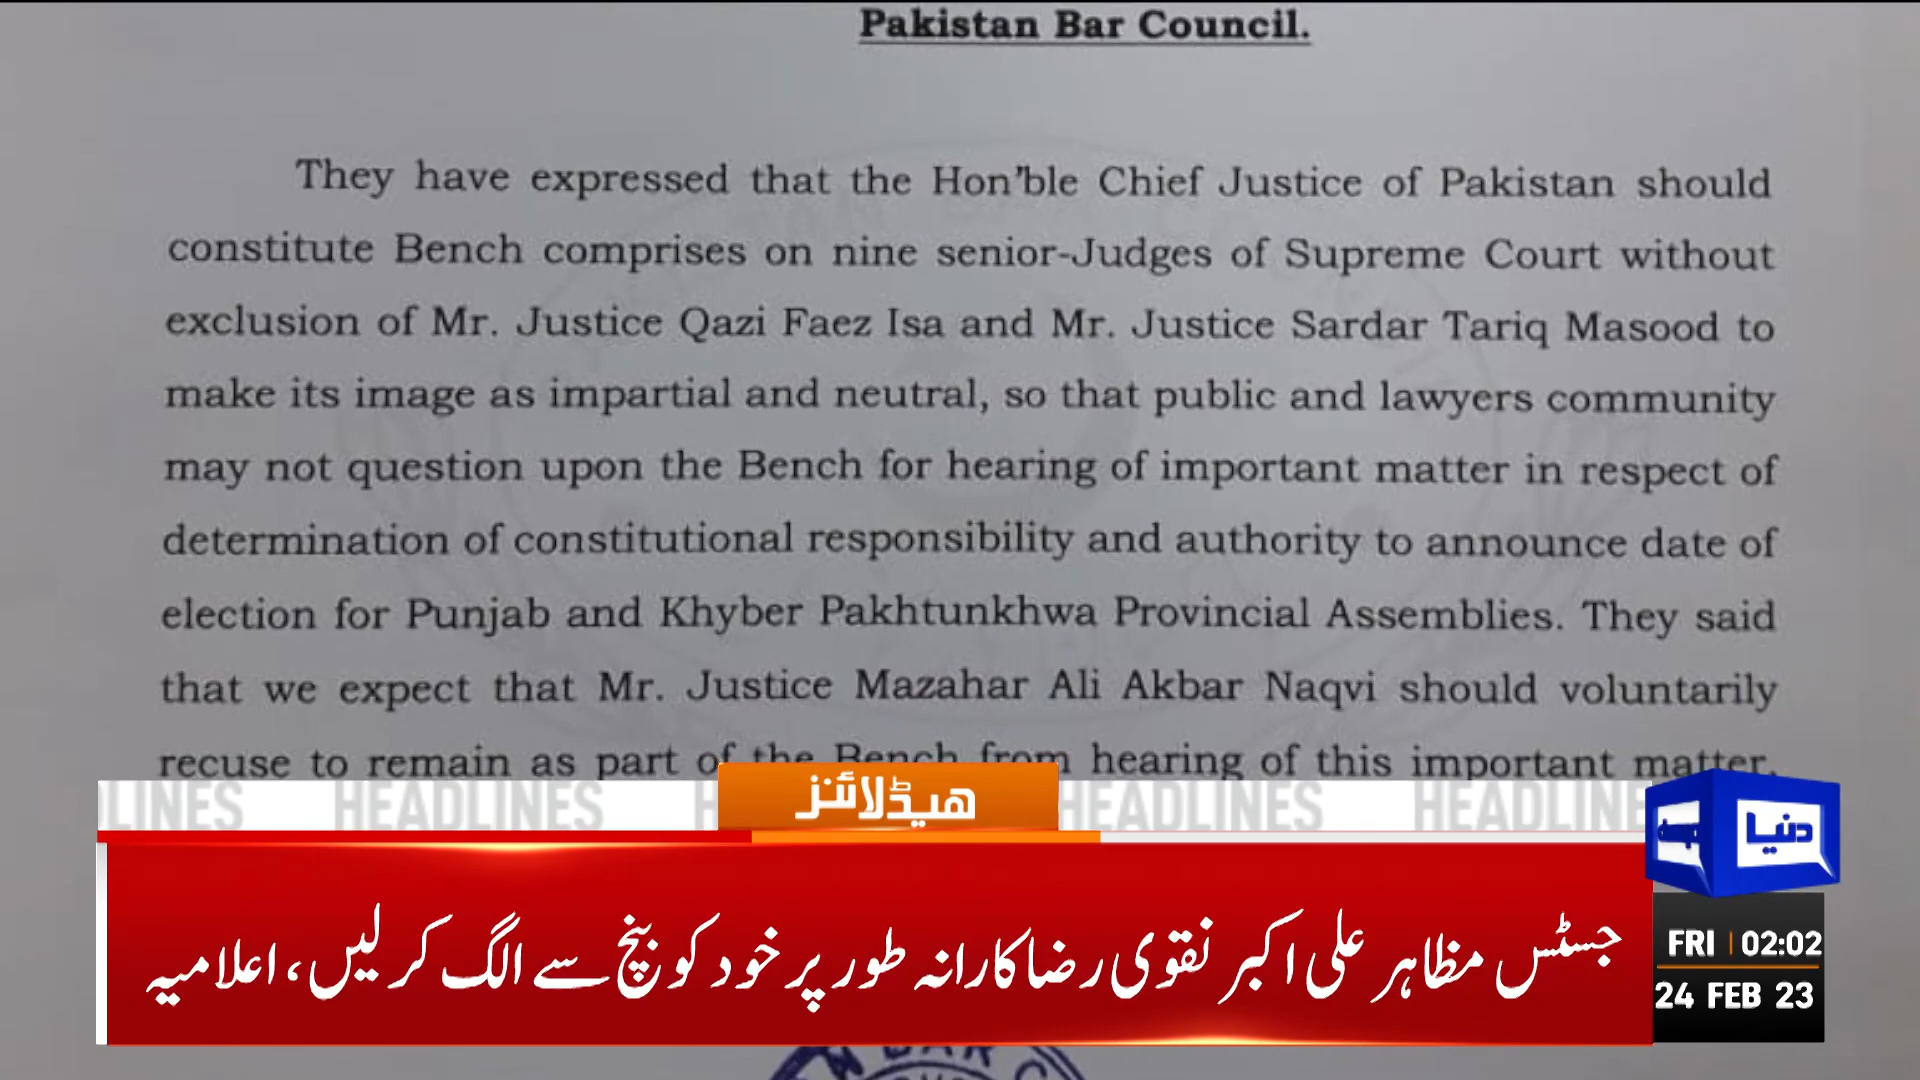 Pakistan Bar Council.
They have expressed that the Hon'ble Chief Justice of Pakistan should
constitute Bench comprises on nine senior-Judges of Supreme Court without
exclusion of Mr. Justice Qazi Faez Isa and Mr. Justice Sardar Tariq Masood to
make its image as impartial and neutral, so that public and lawyers community
may not question upon the Bench for hearing of important matter in respect of
determination of constitutional responsibility and authority to announce date of
election for Punjab and Khyber Pakhtunkhwa Provincial Assemblies. They said
that we expect that Mr. Justice Mazahar Ali Akbar Naqvi should voluntarily
recuse to remain as part of the Bench from hearing of this important matter.
HEADLINES HEADLINES HEADLINES
ہیڈلائنز
دنیا
جسٹس مظاہر علی اکبر نقوی رضاکارانہ طور پر خود کو بنچ سے الگ کر لیں، اعلامیہ
FRI 02:02
24 FEB 23
BAR C